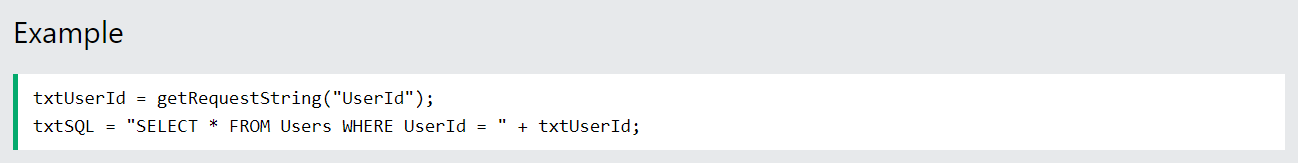 Example
txtUserId = getRequestString("UserId");
txtSQL = "SELECT * FROM Users WHERE UserId = " + txtUserId;